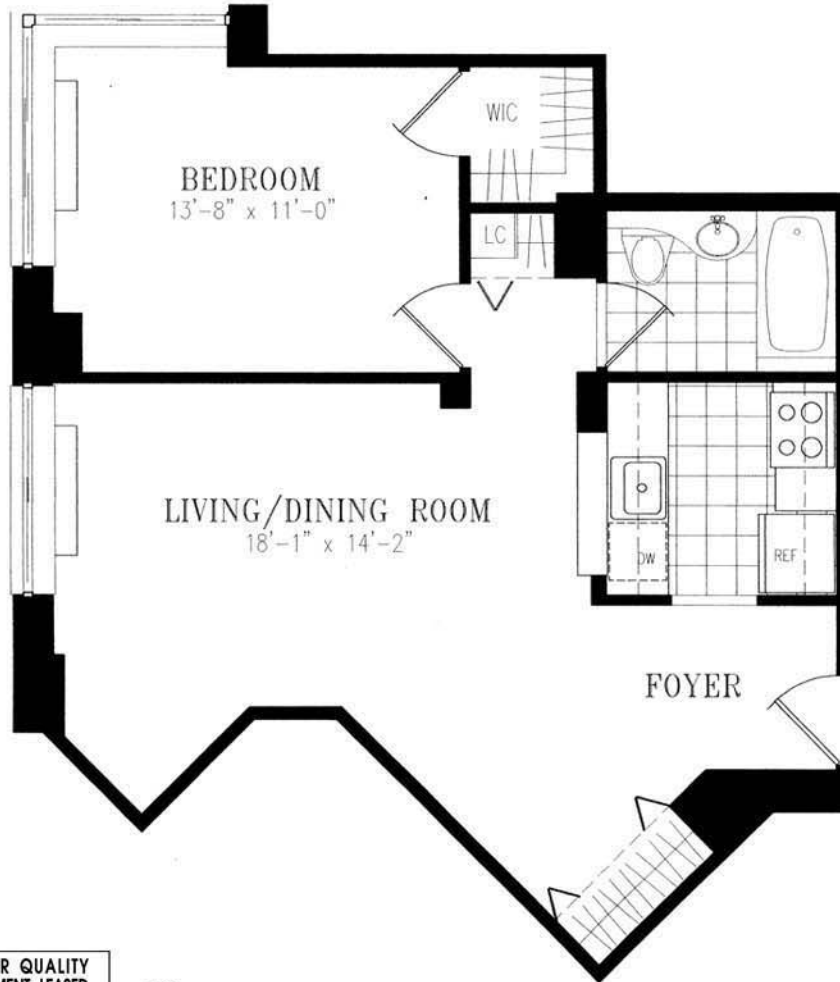 WIC
BEDROOM
13'-8" x 11'-0"
LC
LIVING/DINING ROOM
18'-1" x 14'-2"
DW
REF
FOYER
R QUALITY